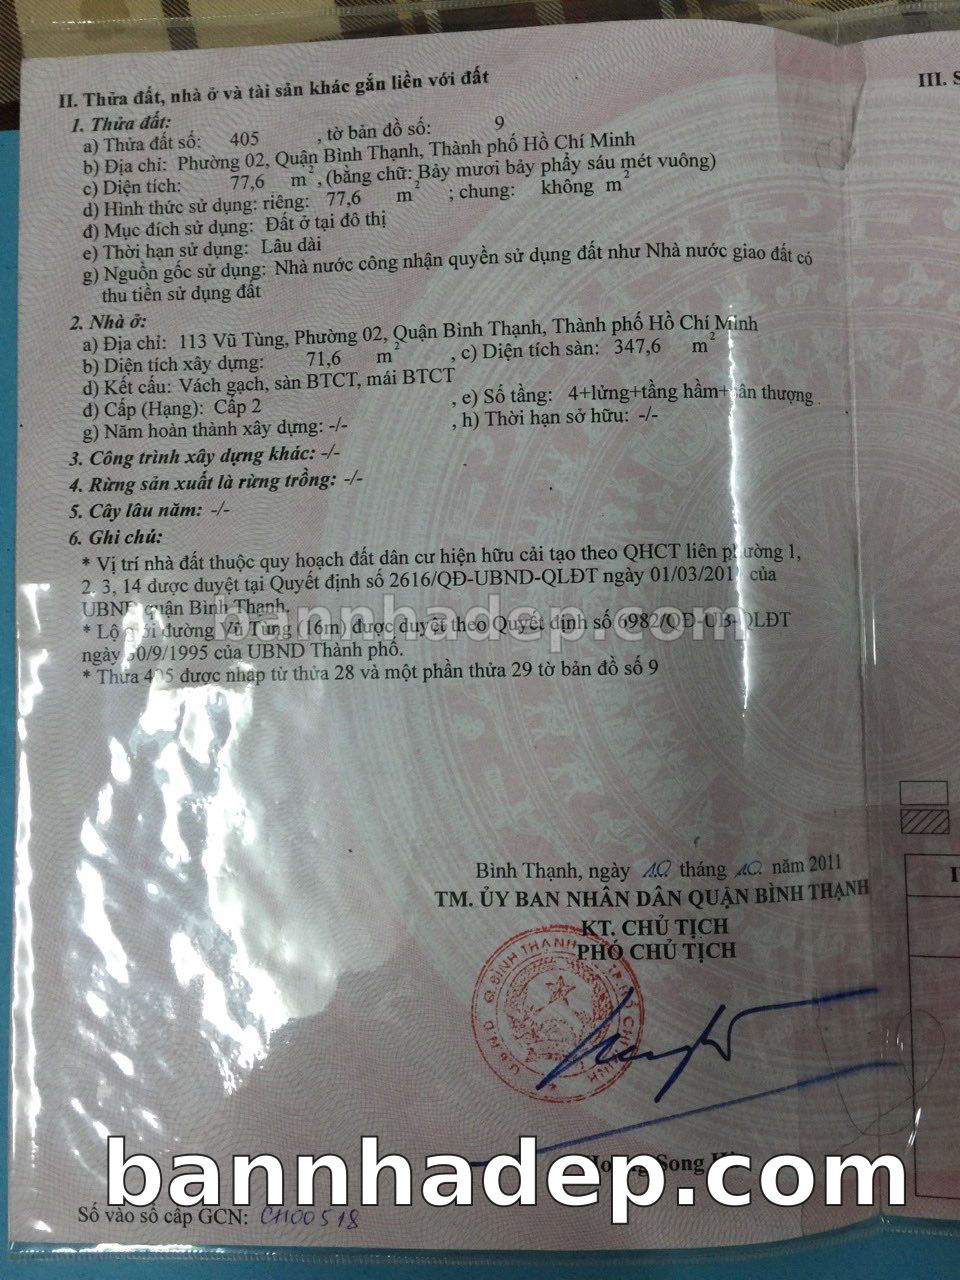 II. Thửa đất, nhà ở và tài sản khác gắn liền với đất
III. S
1. Thửa đất:
a) Thửa đất số: 405 , tờ bản đồ số: 9
b) Địa chỉ: Phường 02, Quận Bình Thạnh, Thành phố Hồ Chí Minh
c) Diện tích: 77,6 m², (bằng chữ: Bảy mươi bảy phẩy sáu mét vuông)
d) Hình thức sử dụng: riêng: 77,6 m² ; chung: không m²
đ) Mục đích sử dụng: Đất ở tại đô thị
e) Thời hạn sử dụng: Lâu dài
g) Nguồn gốc sử dụng: Nhà nước công nhận quyền sử dụng đất như Nhà nước giao đất có
thu tiền sử dụng đất
2. Nhà ở:
a) Địa chỉ: 113 Vũ Tùng, Phường 02, Quận Bình Thạnh, Thành phố Hồ Chí Minh
b) Diện tích xây dựng: 71,6 m² , c) Diện tích sàn: 347,6 m²
d) Kết cấu: Vách gạch, sàn BTCT, mái BTCT
, e) Số tầng: 4+lửng+tầng hầm+sân thượng
đ) Cấp (Hạng): Cấp 2
g) Năm hoàn thành xây dựng: -/- , h) Thời hạn sở hữu: -/-
3. Công trình xây dựng khác: -/-
4. Rừng sản xuất là rừng trồng: -/-
5. Cây lâu năm: -/-
6. Ghi chú:
* Vị trí nhà đất thuộc quy hoạch đất dân cư hiện hữu cải tạo theo QHCT liên phường 1,
2, 3, 14 được duyệt tại Quyết định số 2616/QĐ-UBND-QLĐT ngày của
UBND quận Bình Thạnh.
* Lộ giới đường Vũ Tùng (16m) được duyệt theo Quyết định số 6982/QĐ-UB-QLĐT
ngày 30/9/1995 của UBND Thành phố.
* Thửa 405 được nhập từ thửa 28 và một phần thửa 29 tờ bản đồ số 9
bannhadep.com
Bình Thạnh, ngày 10 tháng 10 năm 2011
TM. ỦY BAN NHÂN DÂN QUẬN BÌNH THẠNH
KT. CHỦ TỊCH
PHÓ CHỦ TỊCH
U.B.N.D Q.BÌNH THẠNH T.P HỒ CHÍ MINH
Song
bannhadep.com
Số vào sổ cấp GCN: CH00518